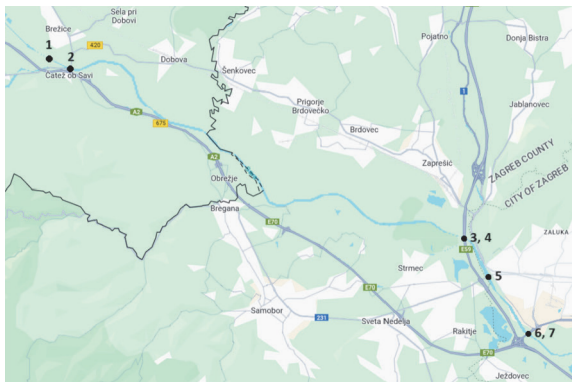 Sela pri
Dobovi
Brežice
420
1
2
Čatež ob Savi
Dobova
Šenkovec
A2
675
Prigorje
Brdovečko
Brdovec
Pojatno
Donja Bistra
1
Jablanovec
Zaprešić
ZAGREB COUNTY
CITY OF ZAGREB
A2
Obrežje
Bregana
E70
3, 4
E59
ZALUKA
5
Strmec
E70
Samobor
231
Sveta Nedelja
Rakitje
6, 7
E70
Ježdovec